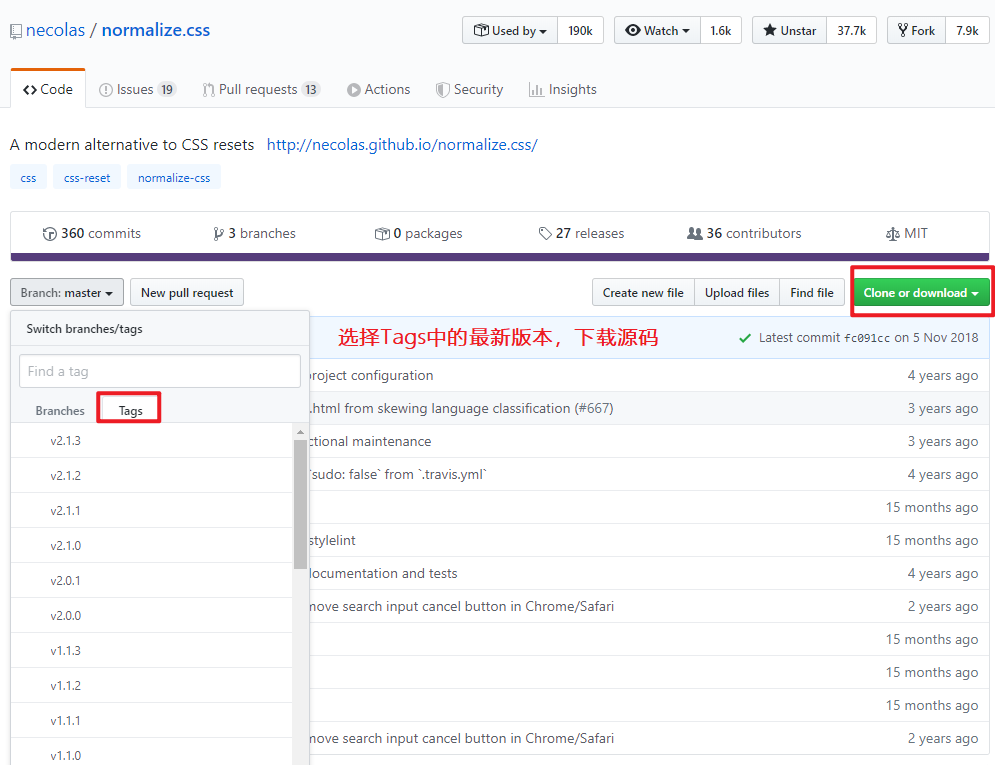 necolas / normalize.css
Used by 190k Watch 1.6k Unstar 37.7k Fork 7.9k
Code Issues 19 Pull requests 13 Actions Security Insights
A modern alternative to CSS resets http://necolas.github.io/normalize.css/
css css-reset normalize-css
360 commits 3 branches 0 packages 27 releases 36 contributors MIT
Branch: master New pull request Create new file Upload files Find file Clone or download
Switch branches/tags
选择Tags中的最新版本，下载源码
Latest commit fc091cc on 5 Nov 2018
Find a tag
roject configuration 4 years ago
Branches Tags
.html from skewing language classification (#667) 3 years ago
v2.1.3
ctional maintenance 3 years ago
v2.1.2
`sudo: false` from `.travis.yml` 4 years ago
v2.1.1
15 months ago
v2.1.0
stylelint 15 months ago
v2.0.1
documentation and tests 4 years ago
v2.0.0
move search input cancel button in Chrome/Safari 2 years ago
v1.1.3
15 months ago
v1.1.2
15 months ago
v1.1.1
15 months ago
v1.1.0
move search input cancel button in Chrome/Safari 2 years ago